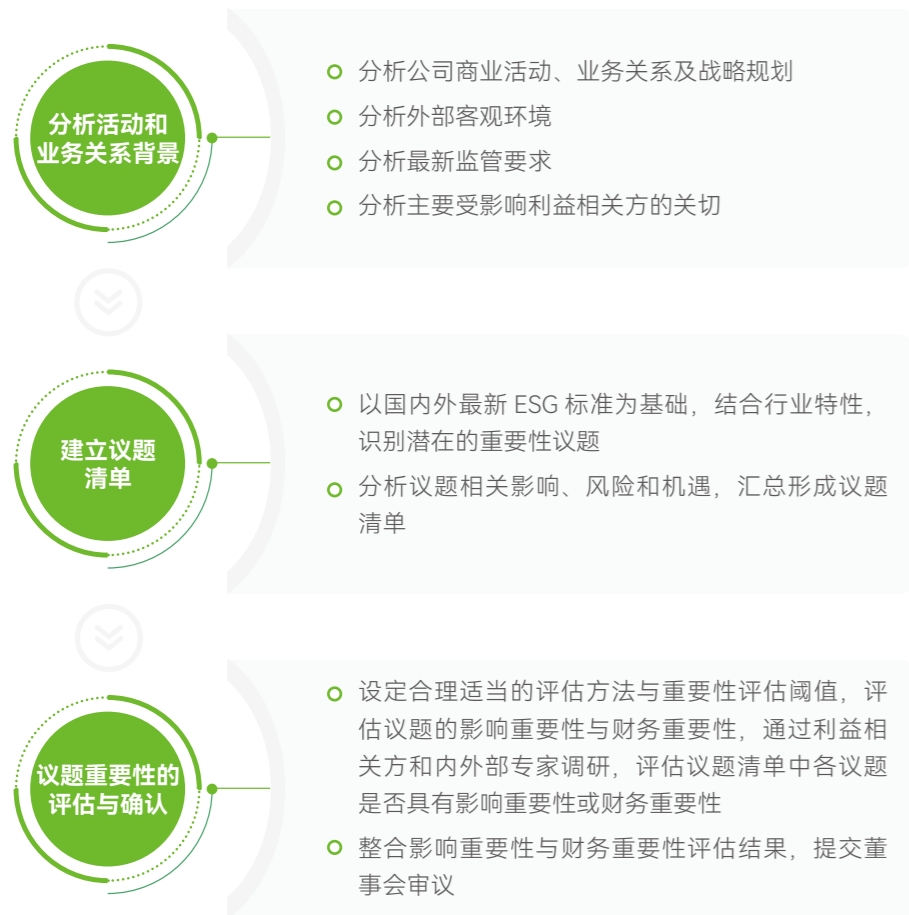 分析活动和
业务关系背景
分析公司商业活动、业务关系及战略规划
分析外部客观环境
分析最新监管要求
分析主要受影响利益相关方的关切
建立议题
清单
以国内外最新 ESG 标准为基础，结合行业特性，
识别潜在的重要性议题
分析议题相关影响、风险和机遇，汇总形成议题
清单
议题重要性的
评估与确认
设定合理适当的评估方法与重要性评估阈值，评
估议题的影响重要性与财务重要性，通过利益相
关方和内外部专家调研，评估议题清单中各议题
是否具有影响重要性或财务重要性
整合影响重要性与财务重要性评估结果，提交董
事会审议